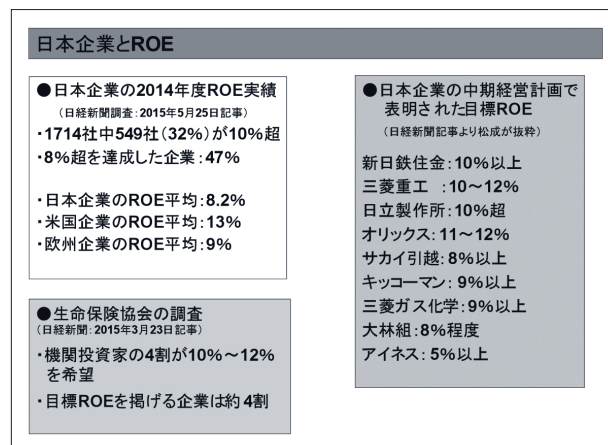 日本企業とROE
●日本企業の2014年度ROE実績
（日経新聞調査：2015年5月25日記事）
・1714社中549社（32％）が10％超
・8％超を達成した企業：47％
・日本企業のROE平均：8.2％
・米国企業のROE平均：13％
・欧州企業のROE平均：9％
●生命保険協会の調査
（日経新聞：2015年3月23日記事）
・機関投資家の4割が10％～12％
を希望
・目標ROEを掲げる企業は約4割
●日本企業の中期経営計画で
表明された目標ROE
（日経新聞記事より松成が抜粋）
新日鉄住金：10％以上
三菱重工　：10～12％
日立製作所：10％超
オリックス：11～12％
サカイ引越：8％以上
キッコーマン：9％以上
三菱ガス化学：9％以上
大林組：8％程度
アイネス：5％以上